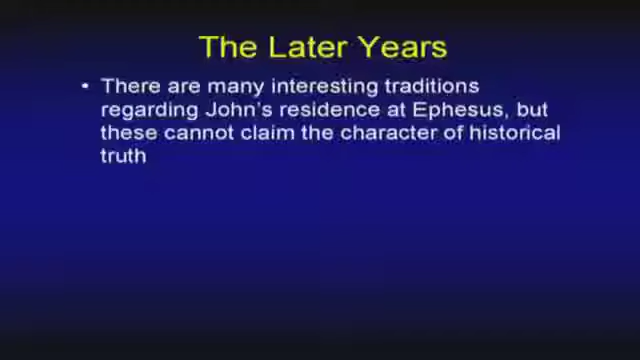 The Later Years
• There are many interesting traditions
regarding John's residence at Ephesus, but
these cannot claim the character of historical
truth